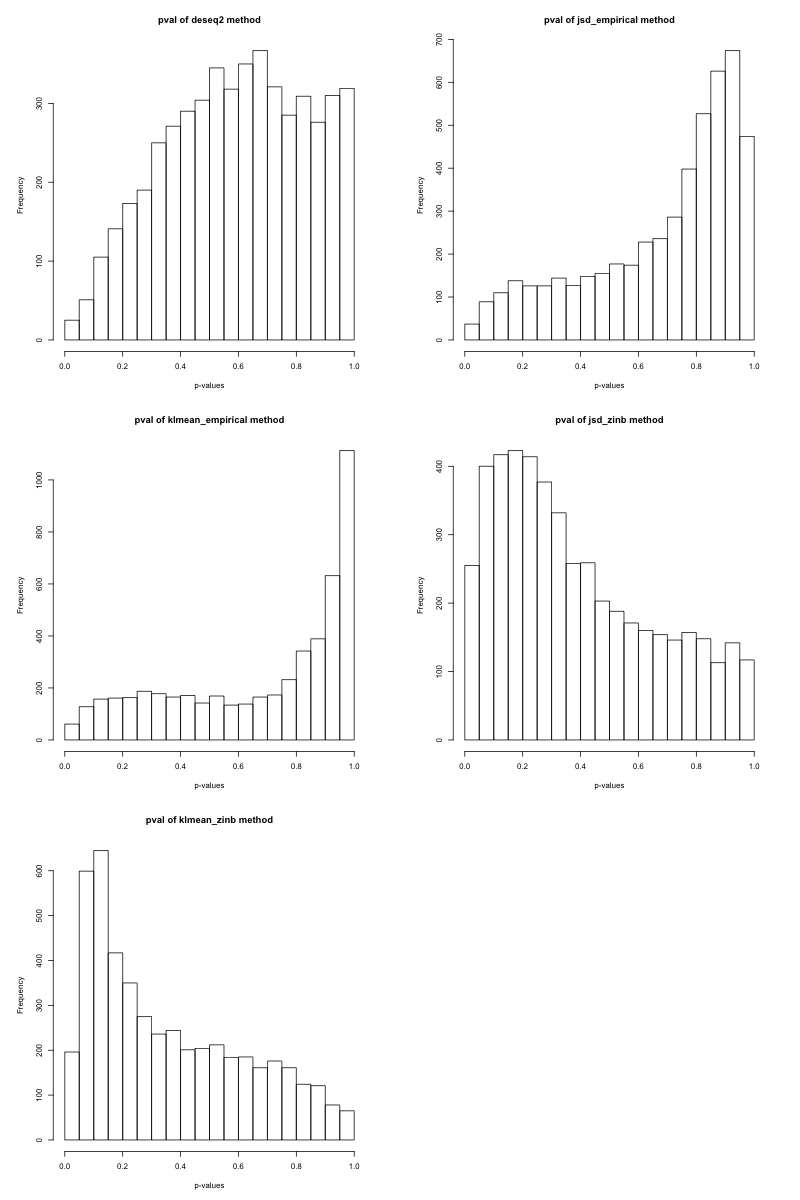 pval of deseq2 method
Frequency
0 100 200 300
0.0 0.2 0.4 0.6 0.8 1.0
p-values
pval of jsd_empirical method
Frequency
0 100 200 300 400 500 600 700
0.0 0.2 0.4 0.6 0.8 1.0
p-values
pval of klmean_empirical method
Frequency
0 200 400 600 800 1000
0.0 0.2 0.4 0.6 0.8 1.0
p-values
pval of jsd_zinb method
Frequency
0 100 200 300 400
0.0 0.2 0.4 0.6 0.8 1.0
p-values
pval of klmean_zinb method
Frequency
0 100 200 300 400 500 600
0.0 0.2 0.4 0.6 0.8 1.0
p-values